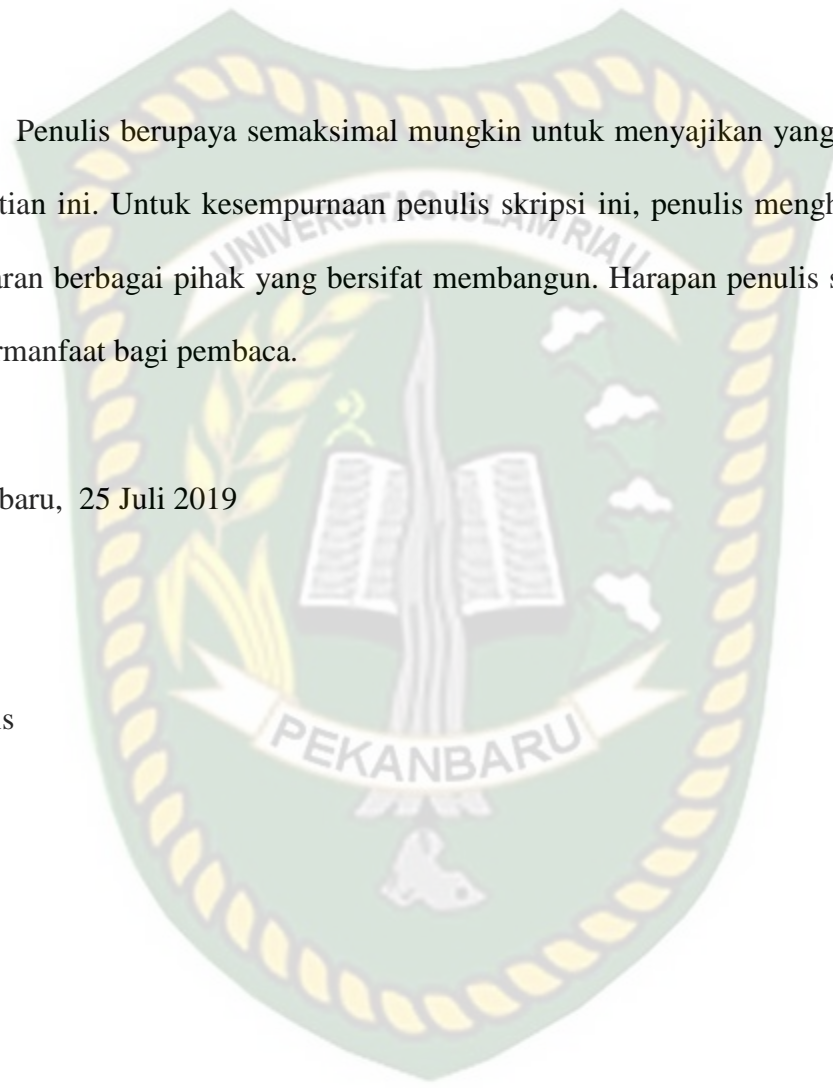 Penulis berupaya semaksimal mungkin untuk menyajikan yang
tian ini. Untuk kesempurnaan penulis skripsi ini, penulis mengh
UNIVERSITAS ISLAM RIAU
aran berbagai pihak yang bersifat membangun. Harapan penulis s
rmanfaat bagi pembaca.
baru, 25 Juli 2019
s
PEKANBARU